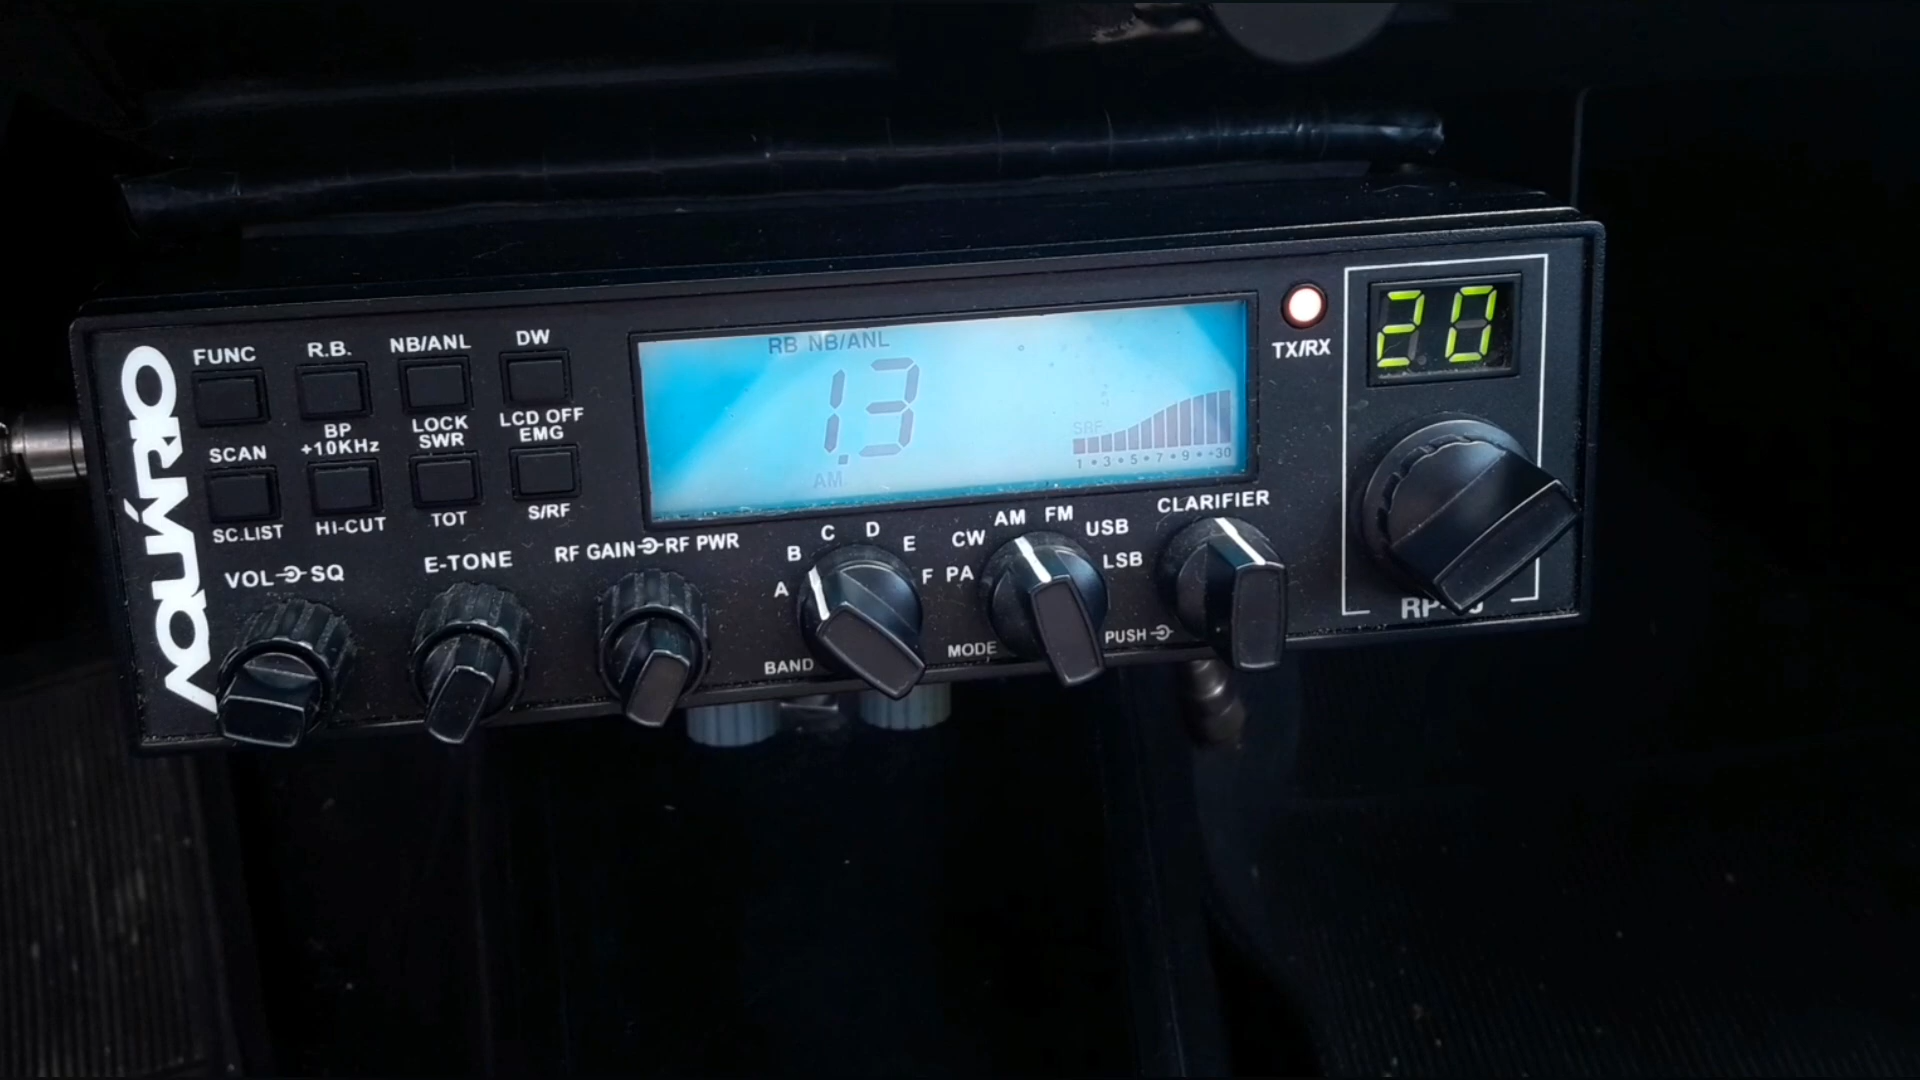 AQUÁRIO
FUNC
R.B.
NB/ANL
DW
SCAN
BP
+10KHz
LOCK
SWR
LCD OFF
EMG
SC.LIST
HI-CUT
TOT
S/RF
VOL SQ
E-TONE
RF GAIN RF PWR
RB NB/ANL
1.3
AM
SRF
1 • 3 • 5 • 7 • 9 • +30
TX/RX
20
A
B
C
D
E
F
BAND
PA
CW
AM
FM
USB
LSB
MODE
CLARIFIER
PUSH